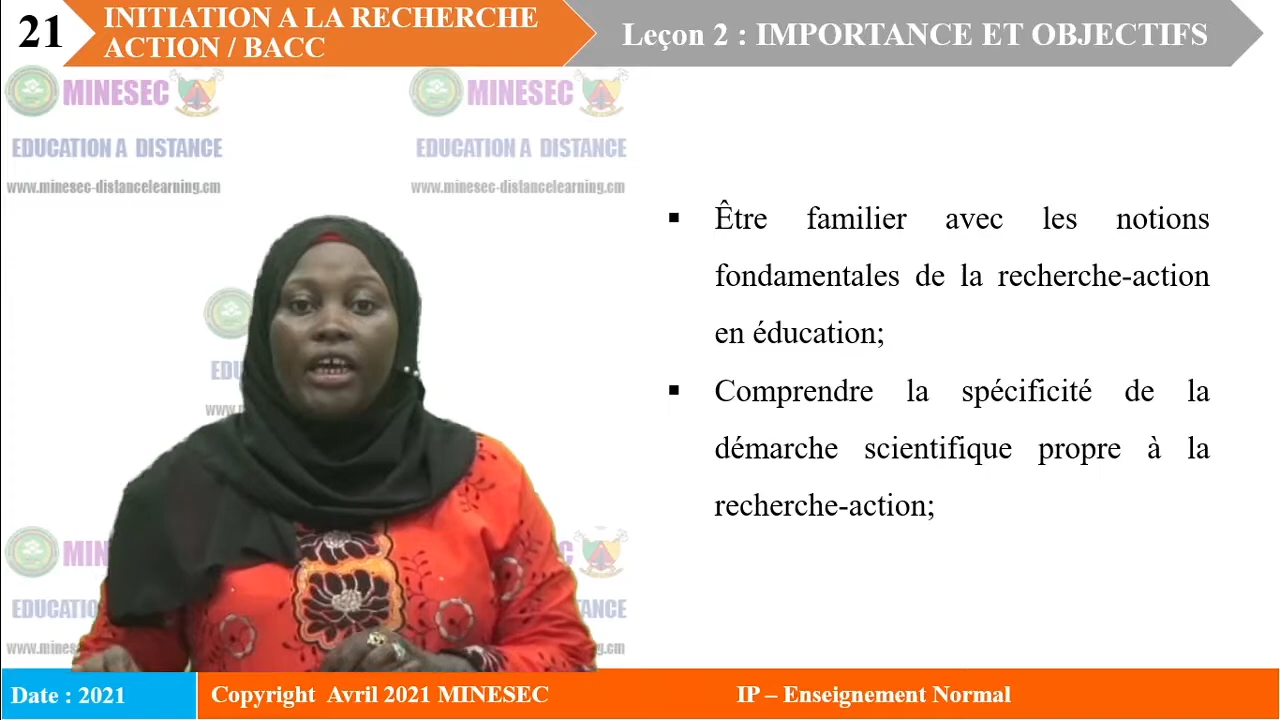 21
INITIATION A LA RECHERCHE
ACTION / BACC
Leçon 2 : IMPORTANCE ET OBJECTIFS
MINESEC
EDUCATION A DISTANCE
www.minesec-distancelearning.cm
MINESEC
EDUCATION A DISTANCE
www.minesec-distancelearning.cm
▪ Être familier avec les notions
fondamentales de la recherche-action
en éducation;
▪ Comprendre la spécificité de la
démarche scientifique propre à la
recherche-action;
Date : 2021
Copyright Avril 2021 MINESEC
IP – Enseignement Normal